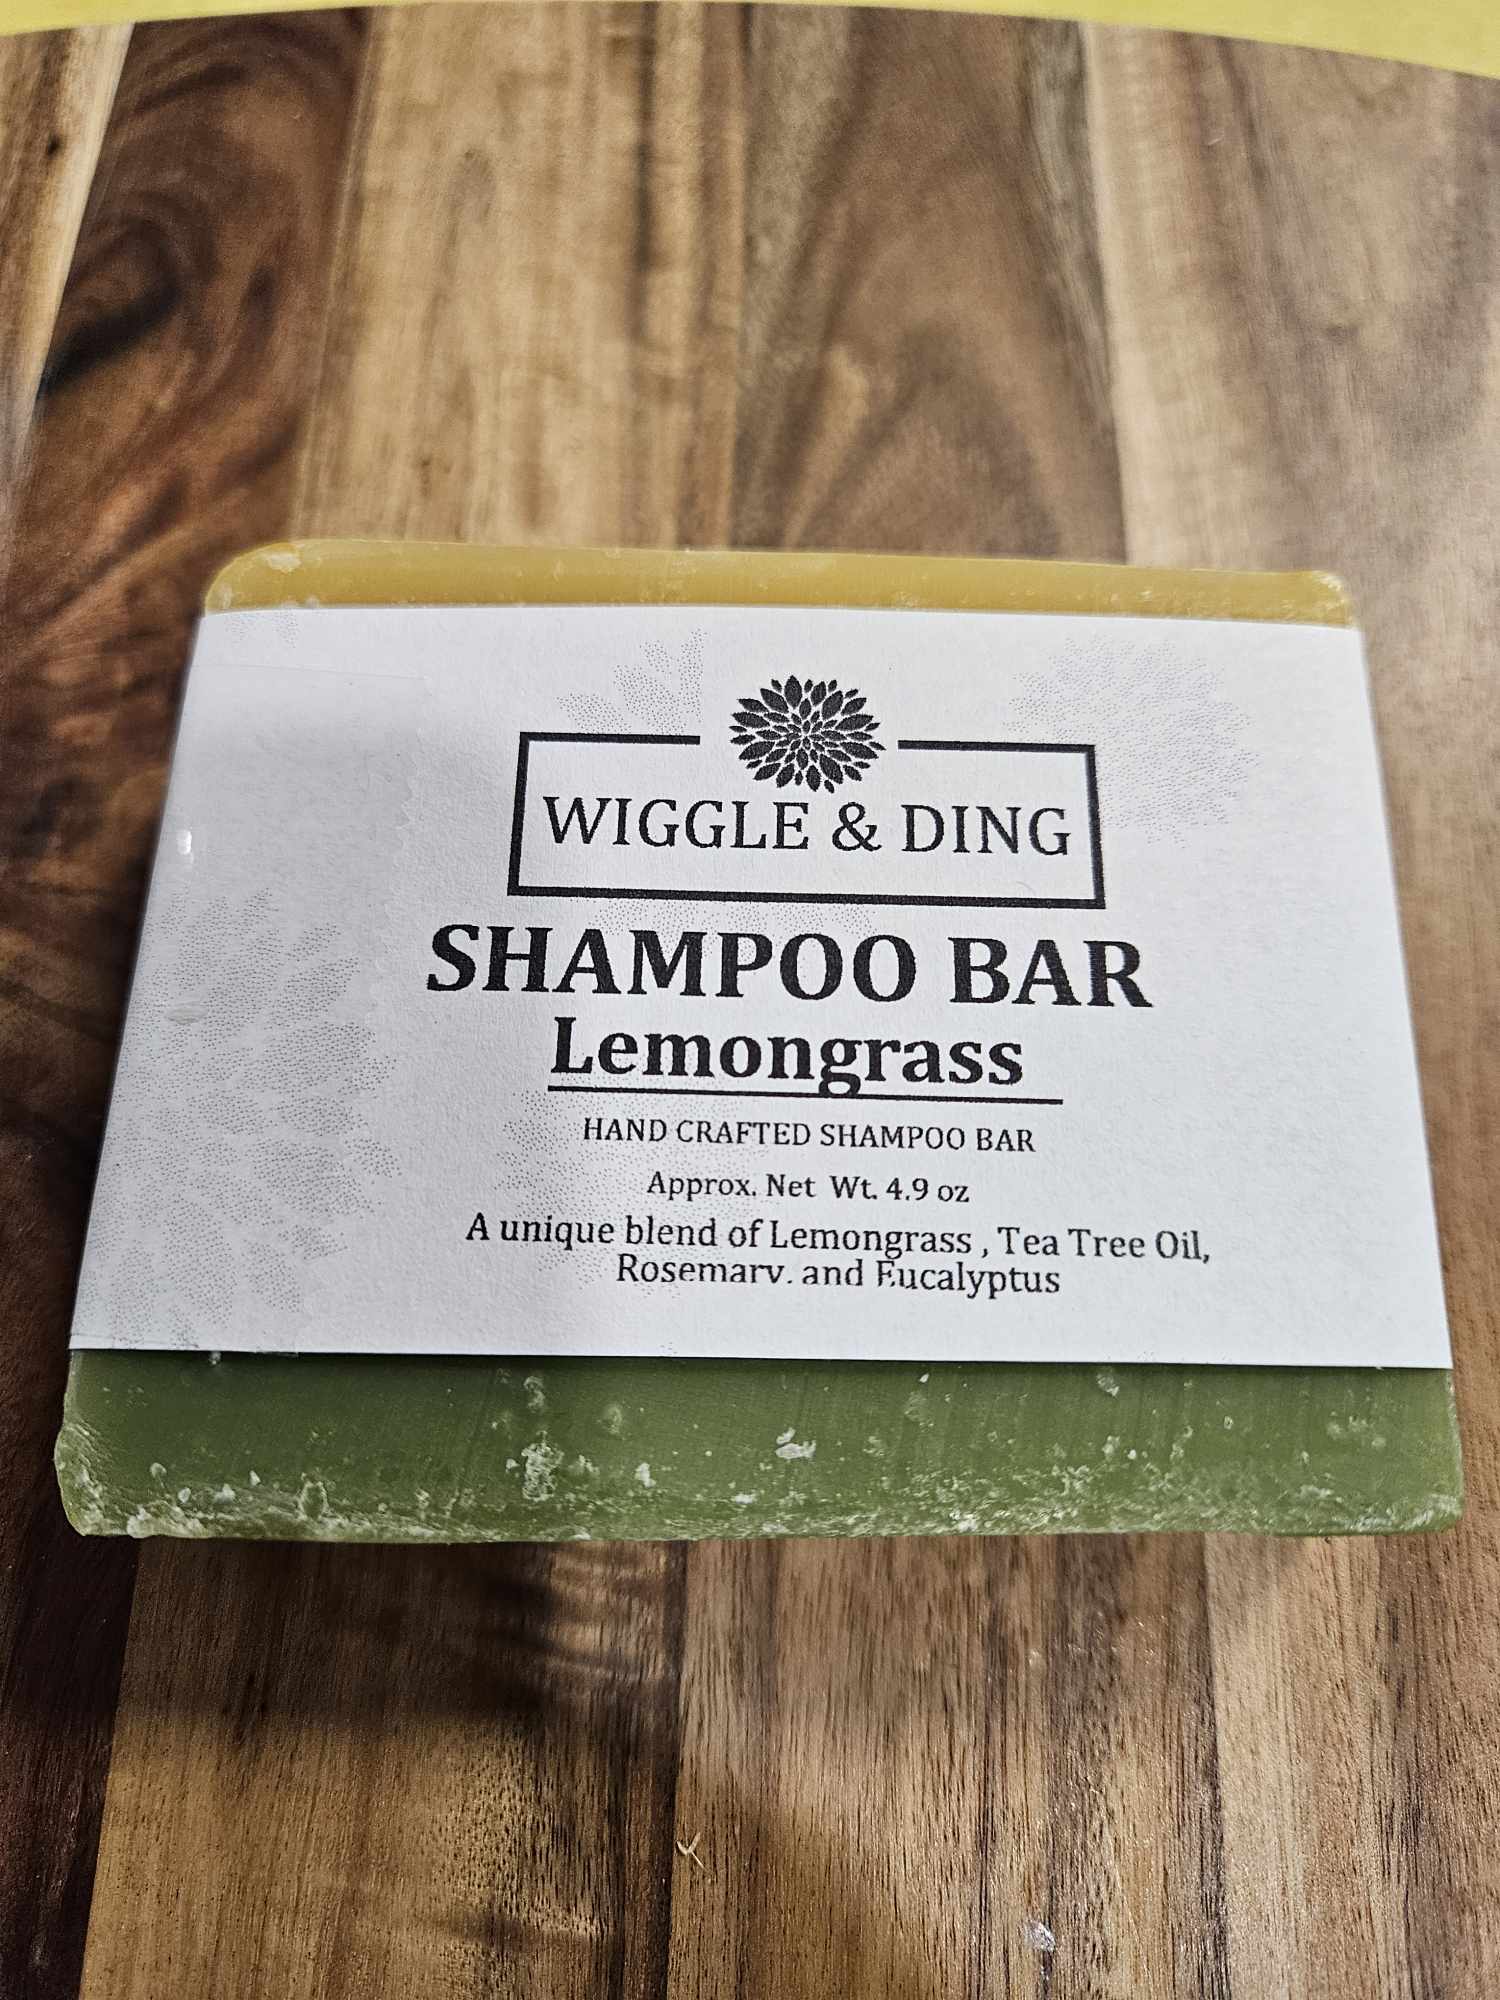 WIGGLE & DING
SHAMPOO BAR
Lemongrass
HAND CRAFTED SHAMPOO BAR
Approx. Net Wt. 4.9 oz
A unique blend of Lemongrass , Tea Tree Oil,
Rosemary, and Eucalyptus